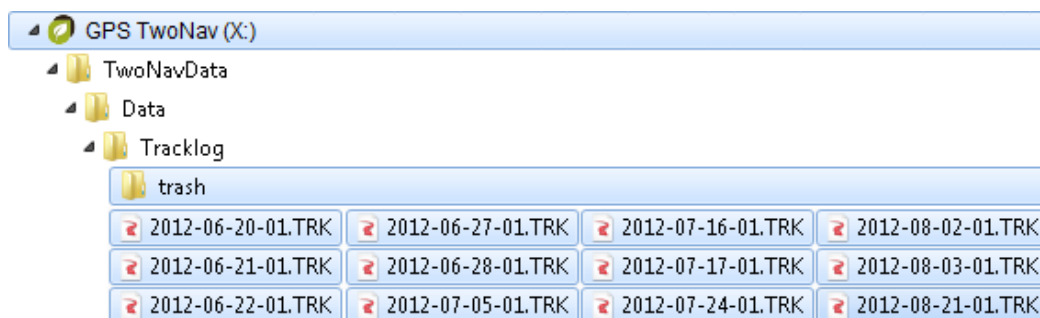 GPS TwoNav (X:)
TwoNavData
Data
Tracklog
trash
2012-06-20-01.TRK 2012-06-27-01.TRK 2012-07-16-01.TRK 2012-08-02-01.TRK
2012-06-21-01.TRK 2012-06-28-01.TRK 2012-07-17-01.TRK 2012-08-03-01.TRK
2012-06-22-01.TRK 2012-07-05-01.TRK 2012-07-24-01.TRK 2012-08-21-01.TRK